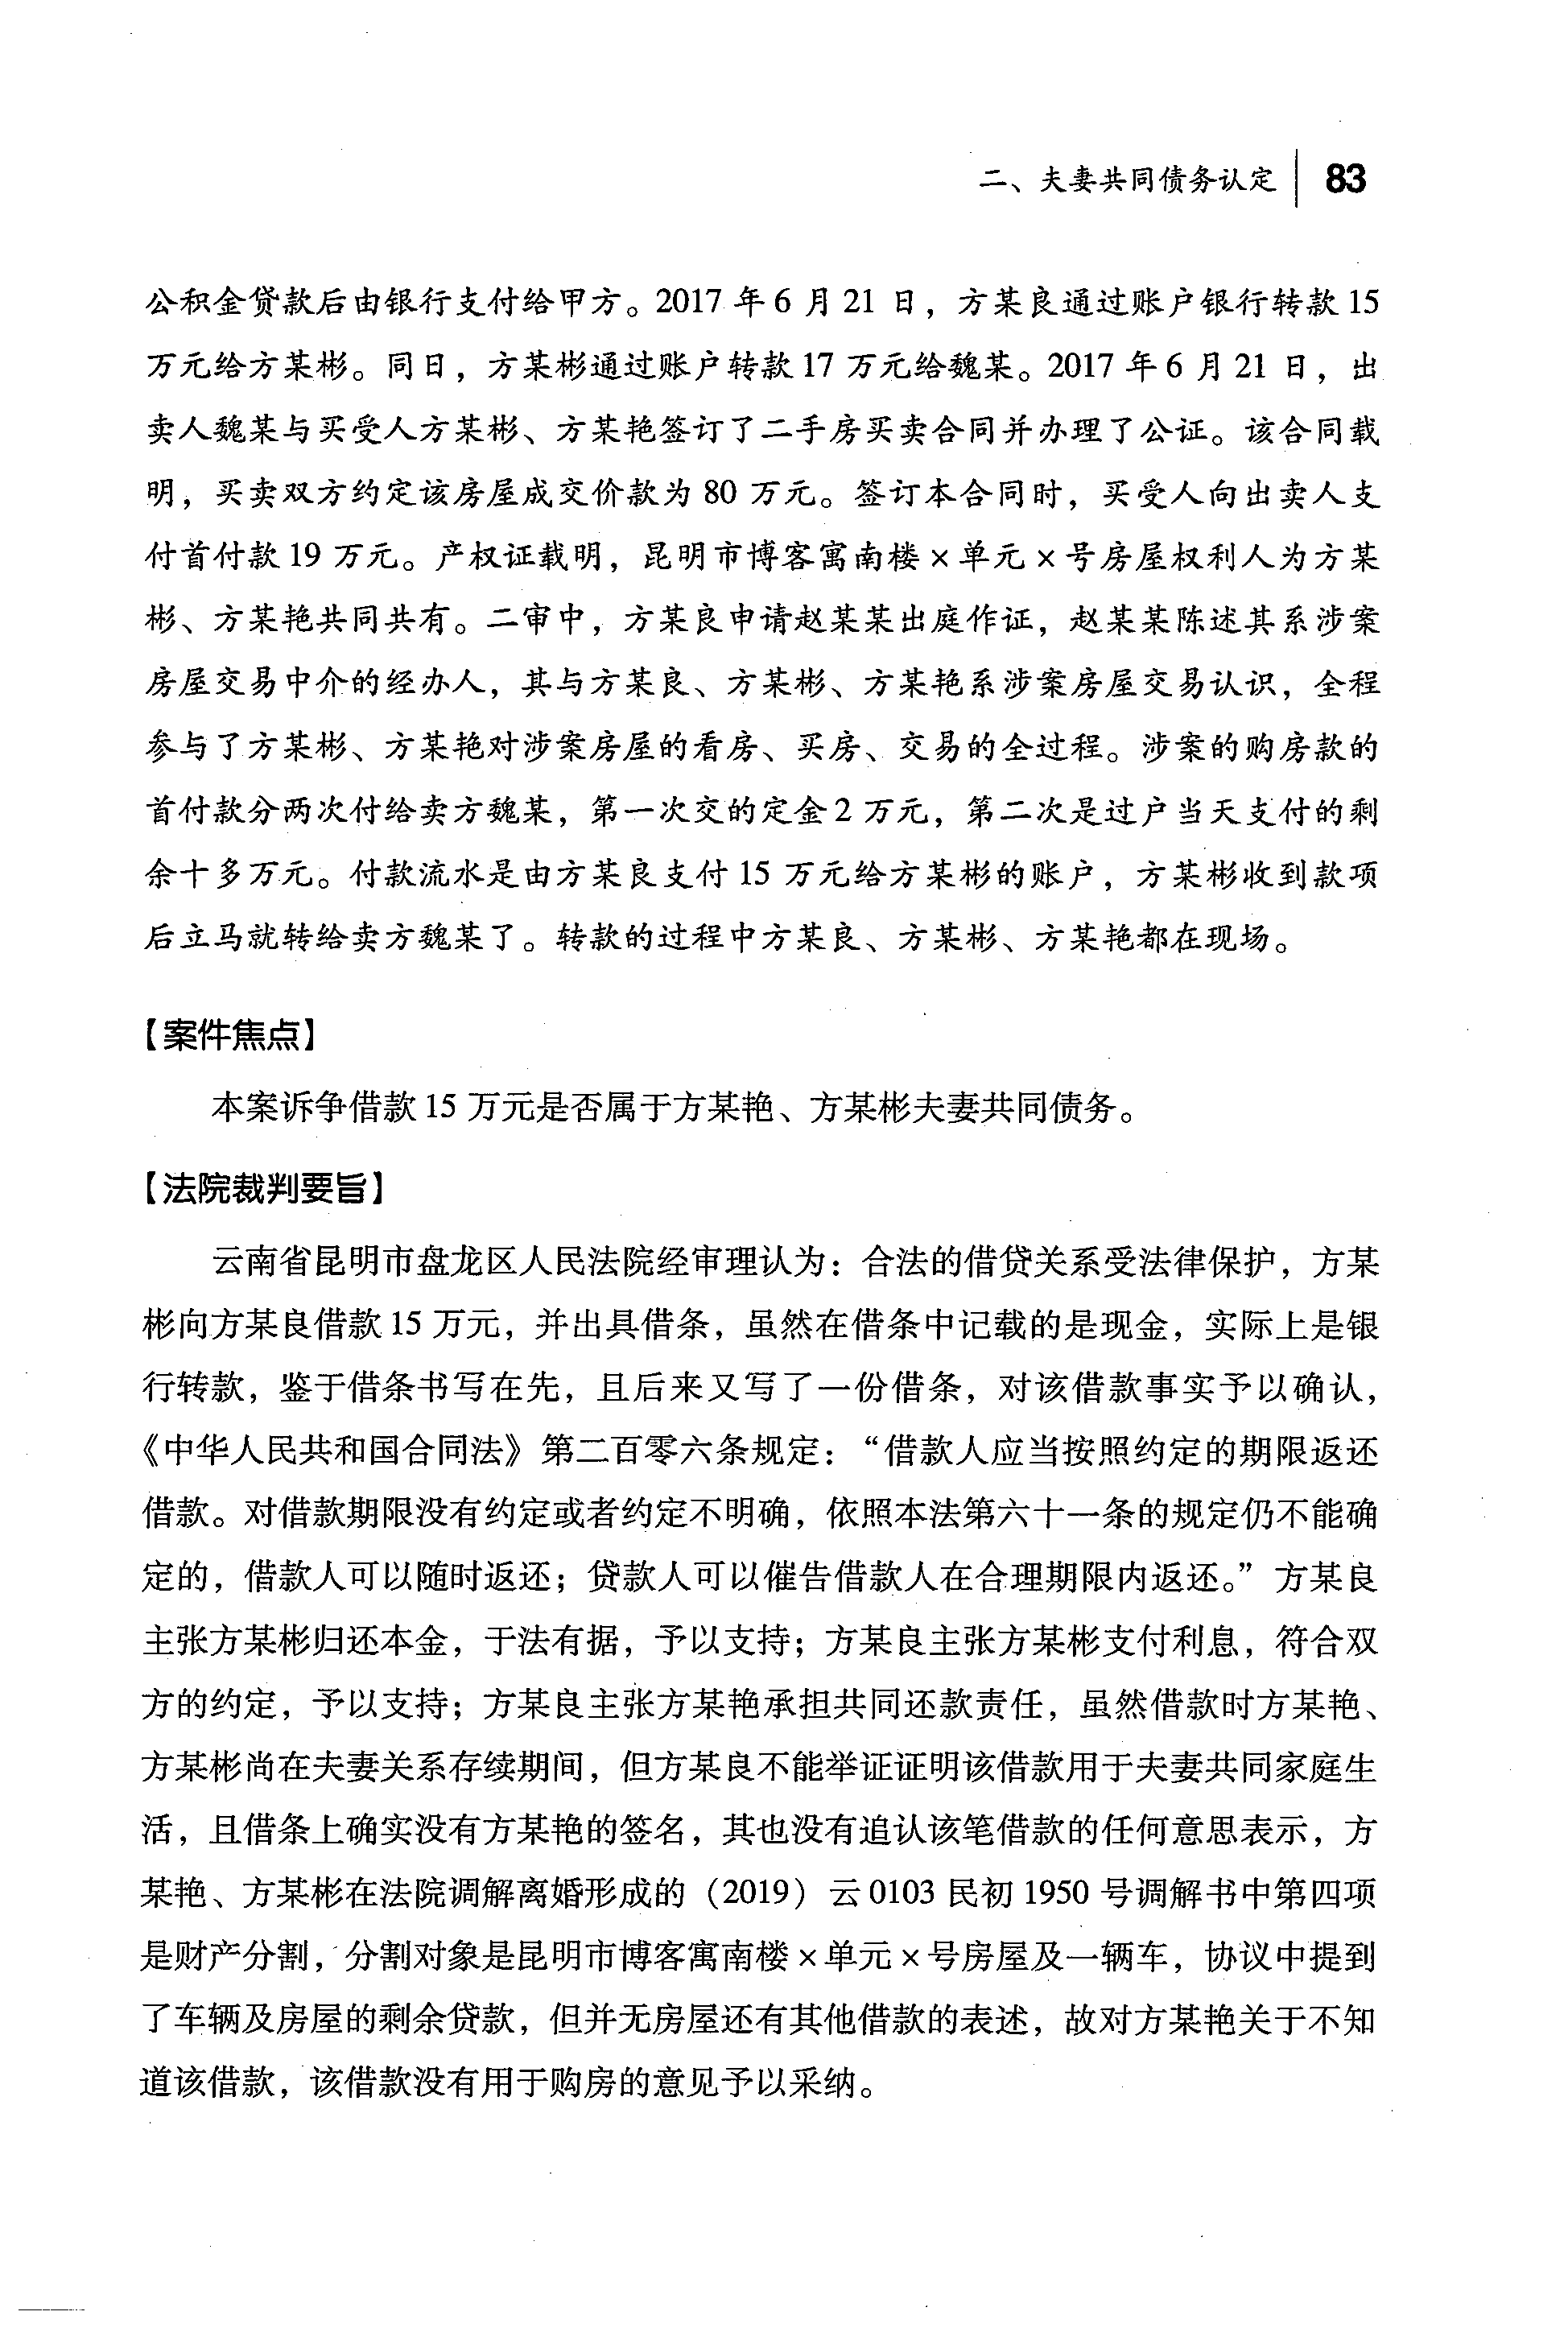 二、夫妻共同债务认定 83
公积金贷款后由银行支付给甲方。2017 年 6 月 21 日，方某良通过账户银行转款 15
万元给方某彬。同日，方某彬通过账户转款 17 万元给魏某。2017 年 6 月 21 日，出
卖人魏某与买受人方某彬、方某艳签订了二手房买卖合同并办理了公证。该合同载
明，买卖双方约定该房屋成交价款为 80 万元。签订本合同时，买受人向出卖人支
付首付款 19 万元。产权证载明，昆明市博客寓南楼×单元×号房屋权利人为方某
彬、方某艳共同共有。二审中，方某良申请赵某某出庭作证，赵某某陈述其系涉案
房屋交易中介的经办人，其与方某良、方某彬、方某艳系涉案房屋交易认识，全程
参与了方某彬、方某艳对涉案房屋的看房、买房、交易的全过程。涉案的购房款的
首付款分两次付给卖方魏某，第一次交的定金 2 万元，第二次是过户当天支付的剩
余十多万元。付款流水是由方某良支付 15 万元给方某彬的账户，方某彬收到款项
后立马就转给卖方魏某了。转款的过程中方某良、方某彬、方某艳都在现场。
【案件焦点】
本案诉争借款 15 万元是否属于方某艳、方某彬夫妻共同债务。
【法院裁判要旨】
云南省昆明市盘龙区人民法院经审理认为：合法的借贷关系受法律保护，方某
彬向方某良借款 15 万元，并出具借条，虽然在借条中记载的是现金，实际上是银
行转款，鉴于借条书写在先，且后来又写了一份借条，对该借款事实予以确认，
《中华人民共和国合同法》第二百零六条规定：“借款人应当按照约定的期限返还
借款。对借款期限没有约定或者约定不明确，依照本法第六十一条的规定仍不能确
定的，借款人可以随时返还；贷款人可以催告借款人在合理期限内返还。”方某良
主张方某彬归还本金，于法有据，予以支持；方某良主张方某彬支付利息，符合双
方的约定，予以支持；方某良主张方某艳承担共同还款责任，虽然借款时方某艳、
方某彬尚在夫妻关系存续期间，但方某良不能举证证明该借款用于夫妻共同家庭生
活，且借条上确实没有方某艳的签名，其也没有追认该笔借款的任何意思表示，方
某艳、方某彬在法院调解离婚形成的（2019）云 0103 民初 1950 号调解书中第四项
是财产分割，分割对象是昆明市博客寓南楼×单元×号房屋及一辆车，协议中提到
了车辆及房屋的剩余贷款，但并无房屋还有其他借款的表述，故对方某艳关于不知
道该借款，该借款没有用于购房的意见予以采纳。